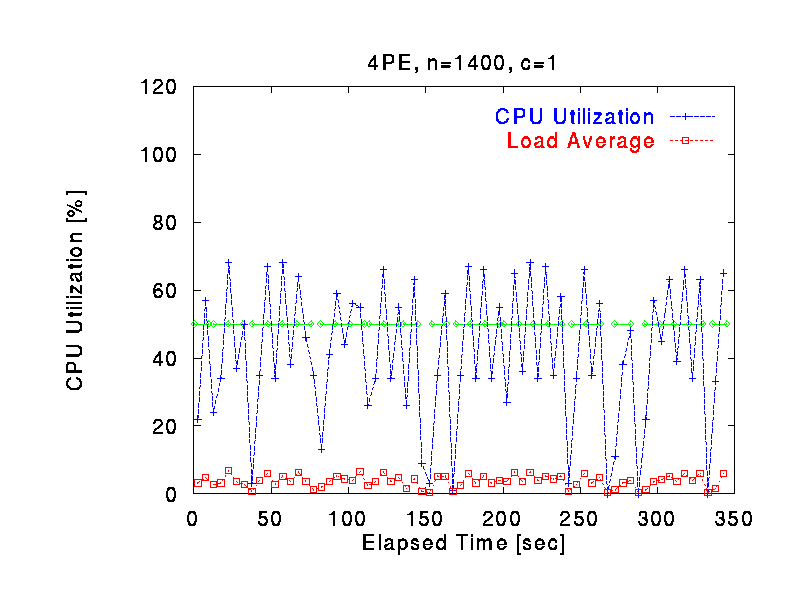 4PE, n=1400, c=1
120
100
80
60
40
20
0
CPU Utilization [%]
CPU Utilization
Load Average
0 50 100 150 200 250 300 350
Elapsed Time [sec]